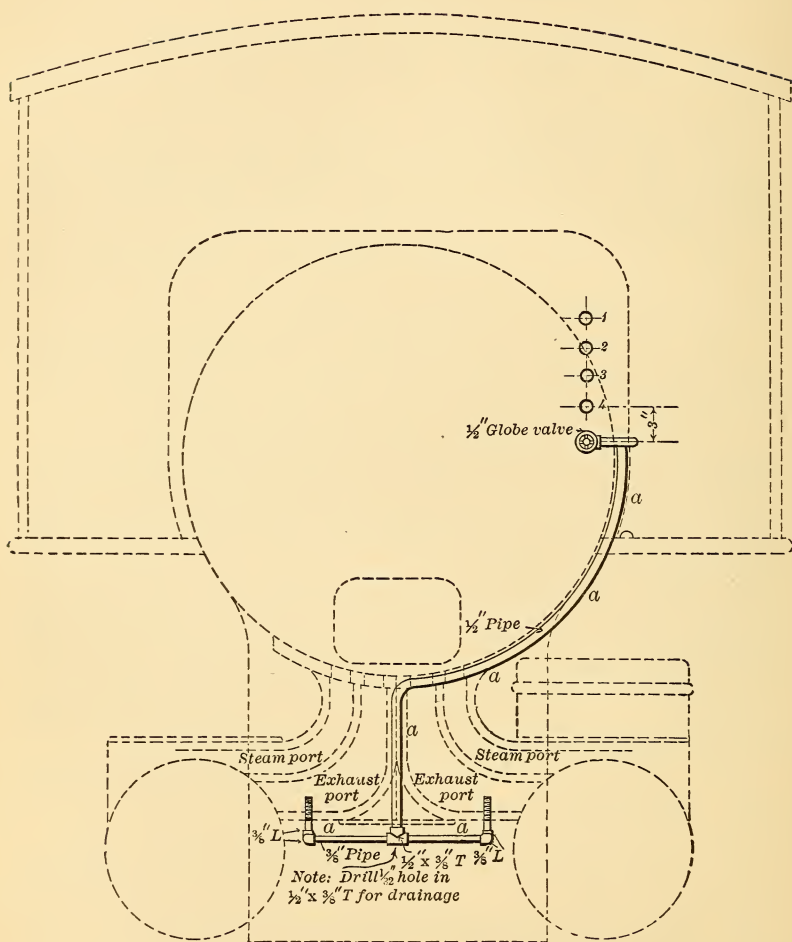 1
2
3
4
3"
½" Globe valve
a
a
½" Pipe
a
a
Steam port
Steam port
Exhaust
port
Exhaust
port
a
a
⅜" L
⅜" Pipe
½" x ⅜" T
⅜" L
Note: Drill 1/32" hole in
½" x ⅜" T for drainage